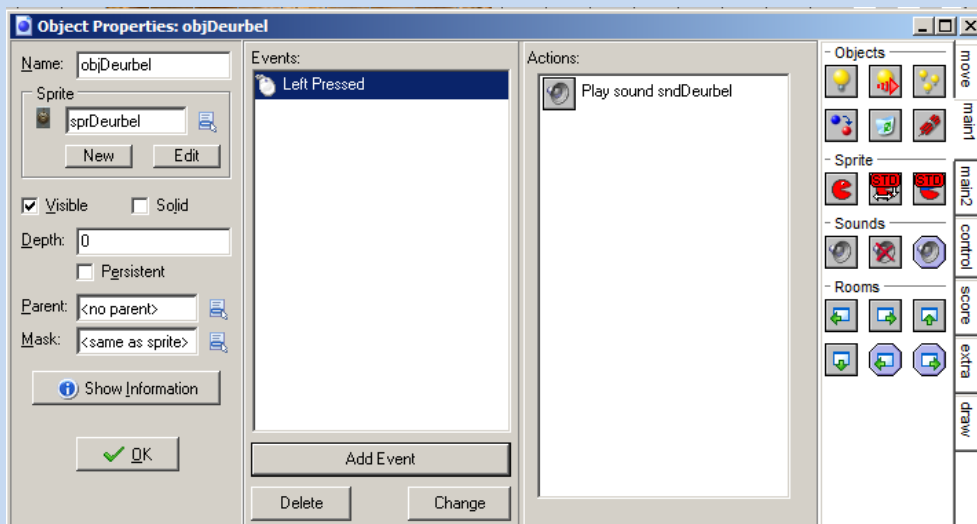 Object Properties: objDeurbel
Name: objDeurbel
Sprite
sprDeurbel
New Edit
Visible Solid
Depth: 0
Persistent
Parent: <no parent>
Mask: <same as sprite>
Show Information
OK
Events:
Left Pressed
Add Event
Delete Change
Actions:
Play sound sndDeurbel
Objects
Sprite
STD STD
Sounds
Rooms
move
main1
main2
control
score
extra
draw